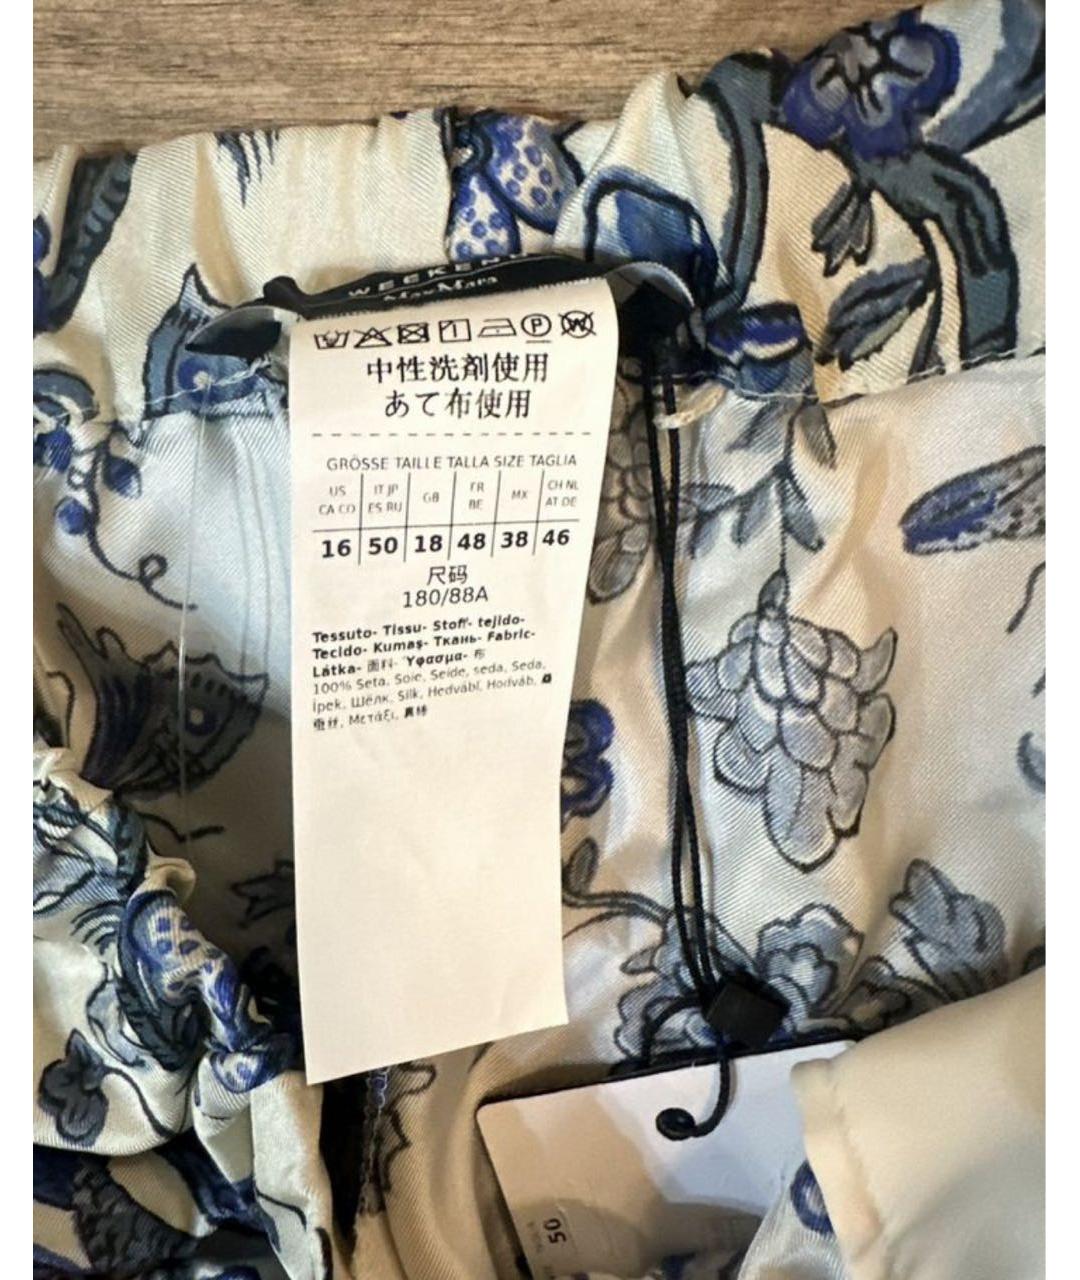 WEEKEND
MaxMara
P W
中性洗剤使用
あて布使用
GRÖSSE TAILLE TALLA SIZE TAGLIA
US CA CO | IT JP ES RU | GB | FR BE | MX | CH NL AT DE
16 | 50 | 18 | 48 | 38 | 46
尺码
180/88A
Tessuto- Tissu- Stoff- tejido-
Tecido- Kumaş- Ткань- Fabric-
Látka- 面料- Ύφασμα- 布
100% Seta, Soie, Seide, seda, Seda,
İpek, Шёлк, Silk, Hedvábí, Hodváb,
蚕丝, Μετάξι, 真絲
50